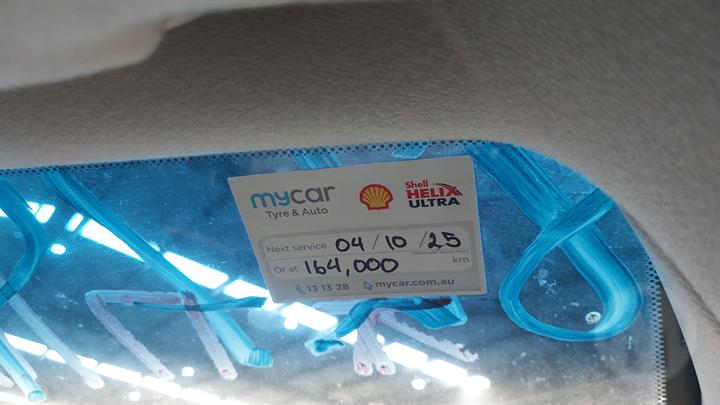 mycar
Tyre & Auto
Shell
HELIX
ULTRA
Next service 04 / 10 / 25
Or at 164,000 km
13 13 28 mycar.com.au